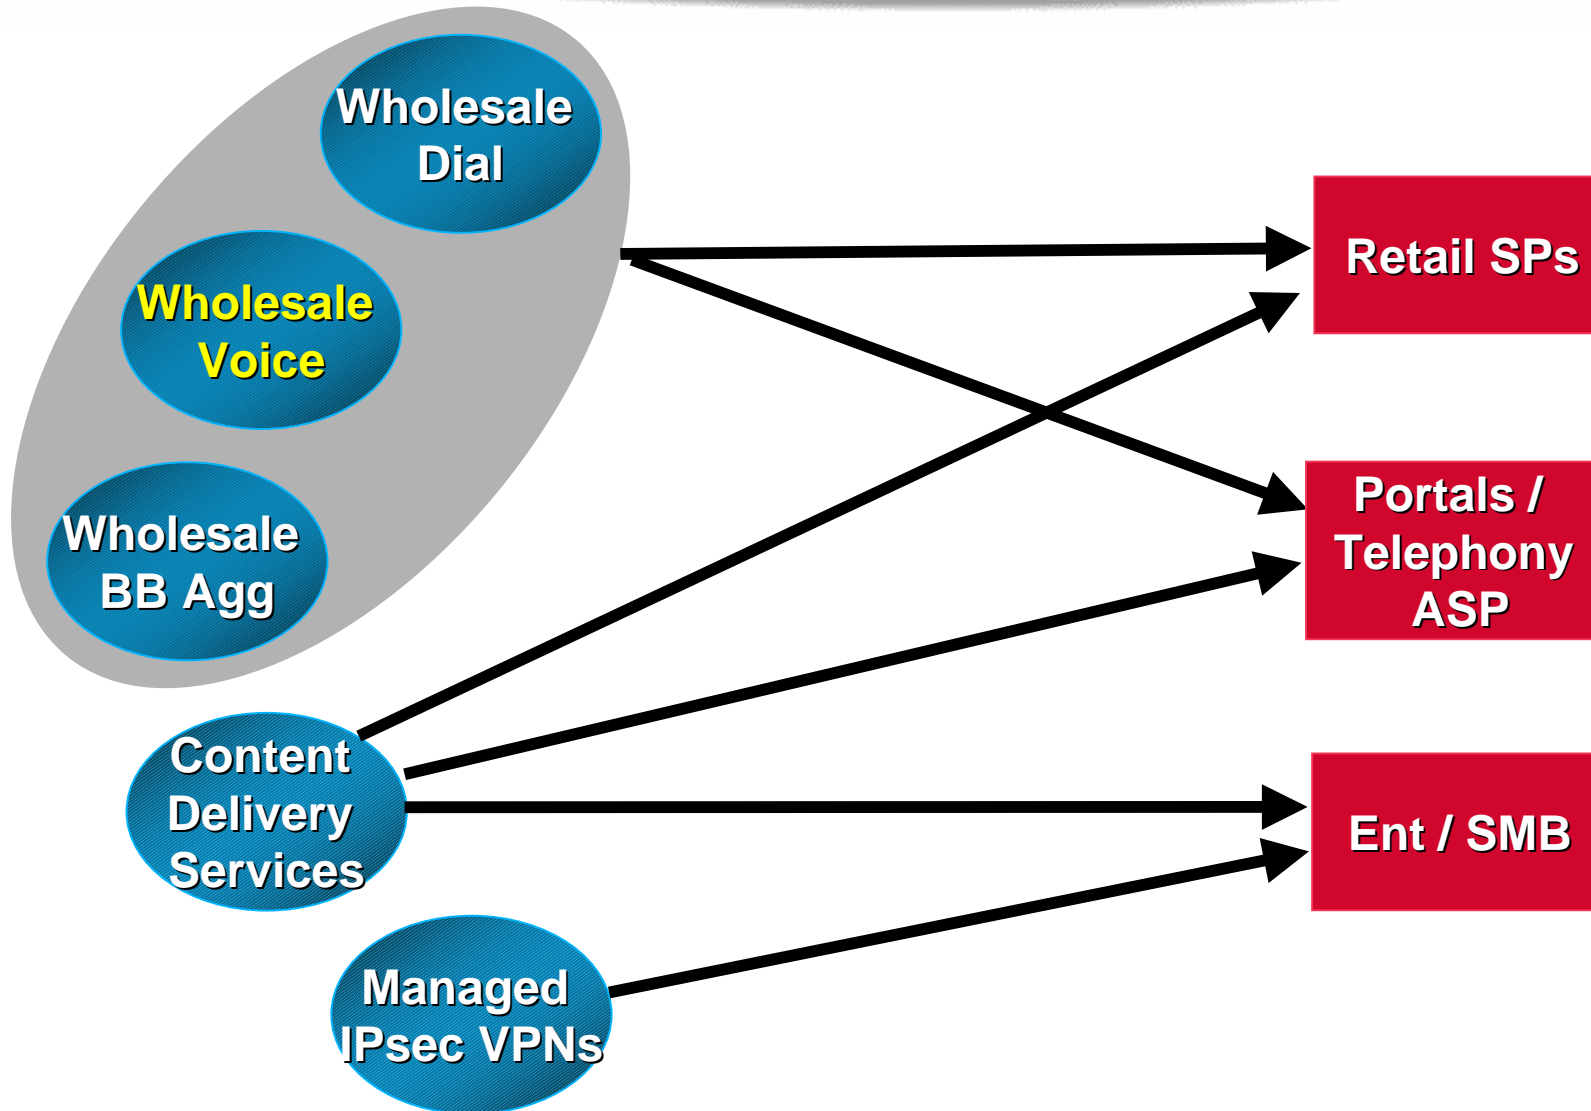 Wholesale
Dial
Wholesale
Voice
Wholesale
BB Agg
Content
Delivery
Services
Managed
IPsec VPNs
Retail SPs
Portals /
Telephony
ASP
Ent / SMB